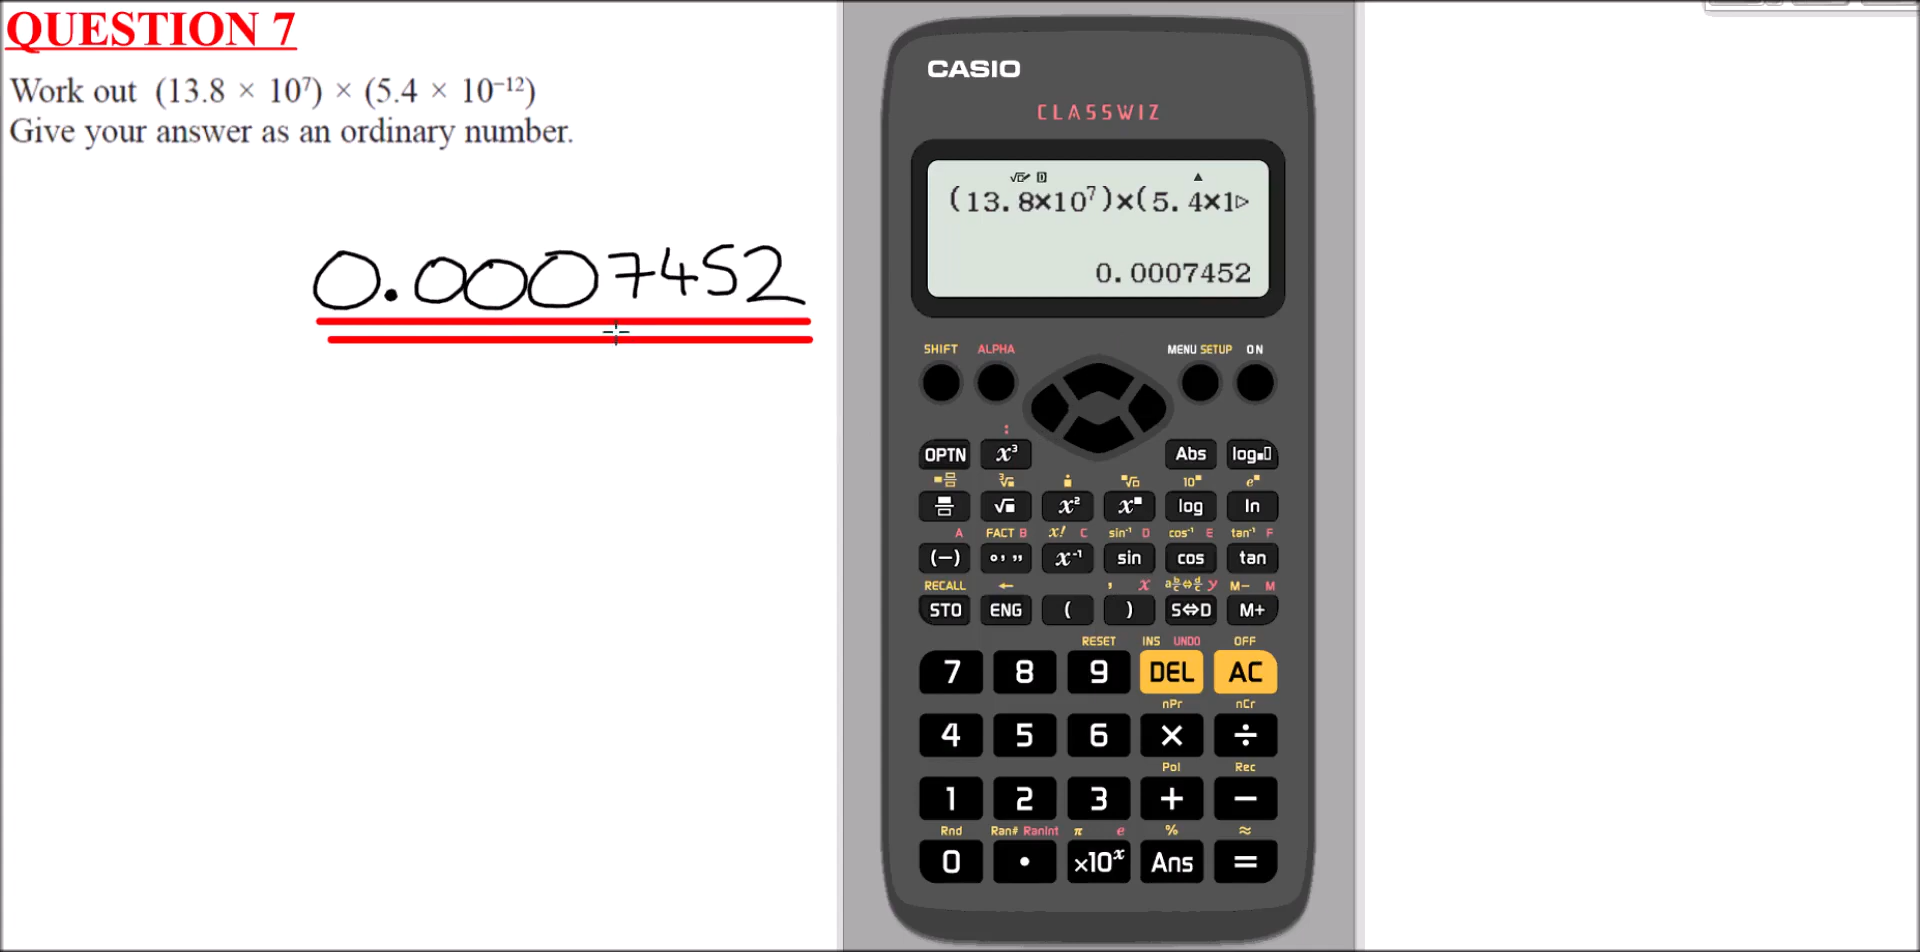 QUESTION 7
Work out (13.8 × 10⁷) × (5.4 × 10⁻¹²)
Give your answer as an ordinary number.
0.0007452
CASIO
CLASSWIZ
√▱ D ▲
(13.8×10⁷)×(5.4×1▷
0.0007452
SHIFT ALPHA MENU SETUP ON
:
OPTN x³ Abs log▪▯
▪▤ ³√▪ ▪̇ ▪√▯ 10▪ e▪
√▪ x² x▪ log ln
A FACT B x! C sin⁻¹ D cos⁻¹ E tan⁻¹ F
(−) °’” x⁻¹ sin cos tan
RECALL ← , x a b/c⇔d/c y M− M
STO ENG ( ) S⇔D M+
RESET INS UNDO OFF
7 8 9 DEL AC
nPr nCr
4 5 6 × ÷
Pol Rec
1 2 3 + −
Rnd Ran# RanInt π e % ≈
0 • ×10ˣ Ans =